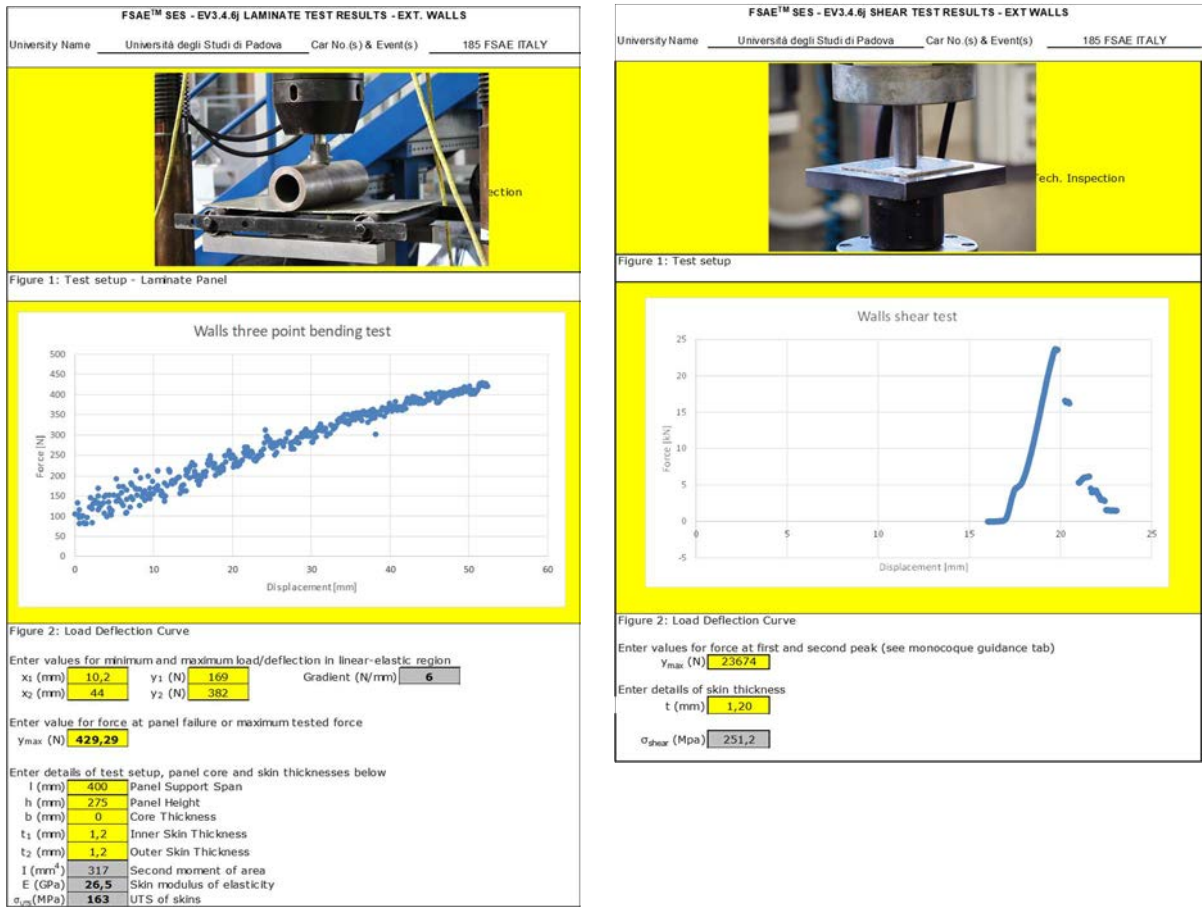 FSAE™ SES - EV3.4.6j LAMINATE TEST RESULTS - EXT. WALLS
University Name Università degli Studi di Padova Car No.(s) & Event(s) 185 FSAE ITALY
ection
Figure 1: Test setup - Laminate Panel
Walls three point bending test
500
450
400
350
300
250
200
150
100
50
0
Force [N]
0 10 20 30 40 50 60
Displacement [mm]
Figure 2: Load Deflection Curve
Enter values for minimum and maximum load/deflection in linear-elastic region
x₁ (mm) 10,2 y₁ (N) 169 Gradient (N/mm) 6
x₂ (mm) 44 y₂ (N) 382
Enter value for force at panel failure or maximum tested force
ymax (N) 429,29
Enter details of test setup, panel core and skin thicknesses below
l (mm) 400 Panel Support Span
h (mm) 275 Panel Height
b (mm) 0 Core Thickness
t₁ (mm) 1,2 Inner Skin Thickness
t₂ (mm) 1,2 Outer Skin Thickness
I (mm⁴) 317 Second moment of area
E (GPa) 26,5 Skin modulus of elasticity
σUTS(MPa) 163 UTS of skins
FSAE™ SES - EV3.4.6j SHEAR TEST RESULTS - EXT WALLS
University Name Università degli Studi di Padova Car No.(s) & Event(s) 185 FSAE ITALY
Tech. Inspection
Figure 1: Test setup
Walls shear test
25
20
15
10
5
0
-5
Force [kN]
0 5 10 15 20 25
Displacement [mm]
Figure 2: Load Deflection Curve
Enter values for force at first and second peak (see monocoque guidance tab)
ymax (N) 23674
Enter details of skin thickness
t (mm) 1,20
σshear (Mpa) 251,2